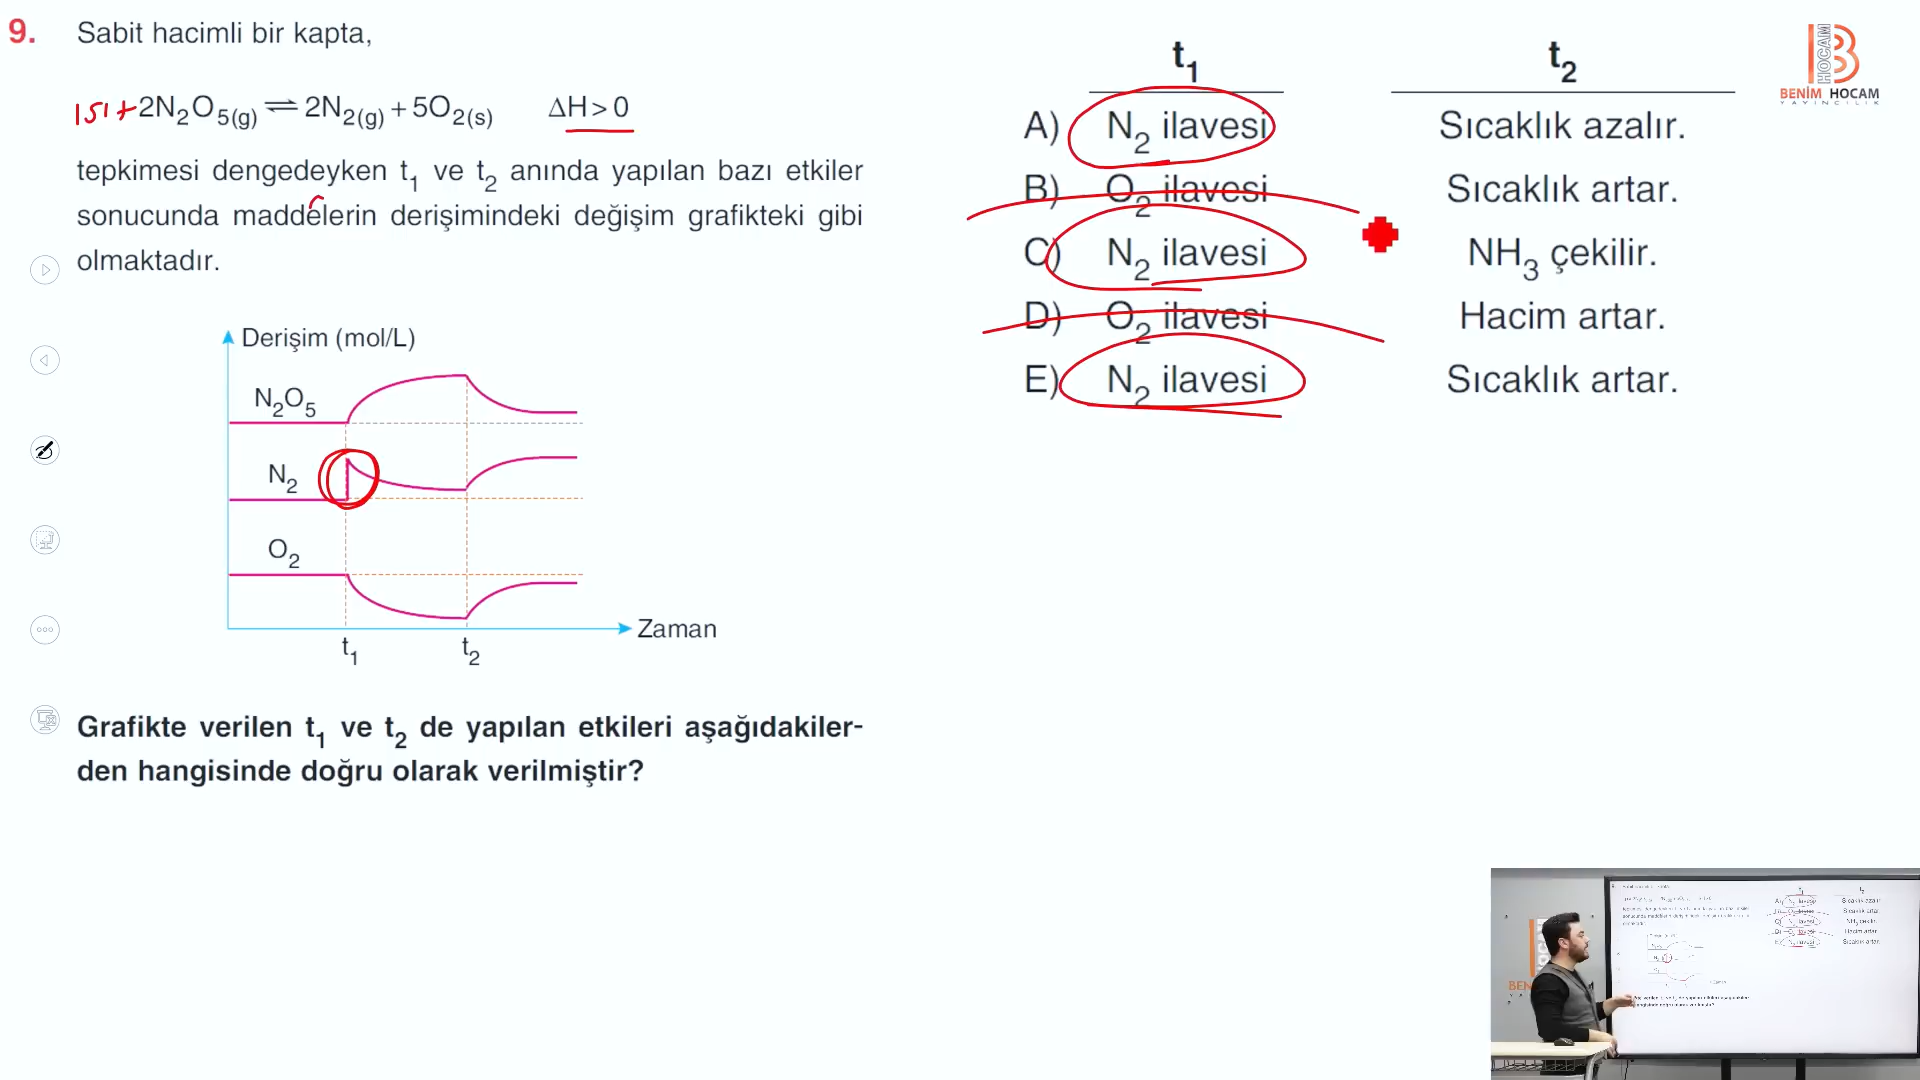 9. Sabit hacimli bir kapta,
ISI + 2N₂O₅(g) ⇌ 2N₂(g) + 5O₂(s) ΔH > 0
tepkimesi dengedeyken t₁ ve t₂ anında yapılan bazı etkiler
sonucunda maddelerin derişimindeki değişim grafikteki gibi
olmaktadır.
Derişim (mol/L)
N₂O₅
N₂
O₂
Zaman
t₁ t₂
Grafikte verilen t₁ ve t₂ de yapılan etkileri aşağıdakiler-
den hangisinde doğru olarak verilmiştir?
t₁ t₂
A) N₂ ilavesi Sıcaklık azalır.
B) O₂ ilavesi Sıcaklık artar.
C) N₂ ilavesi NH₃ çekilir.
D) O₂ ilavesi Hacim artar.
E) N₂ ilavesi Sıcaklık artar.
B HOCAM
BENİM HOCAM
YAYINCILIK